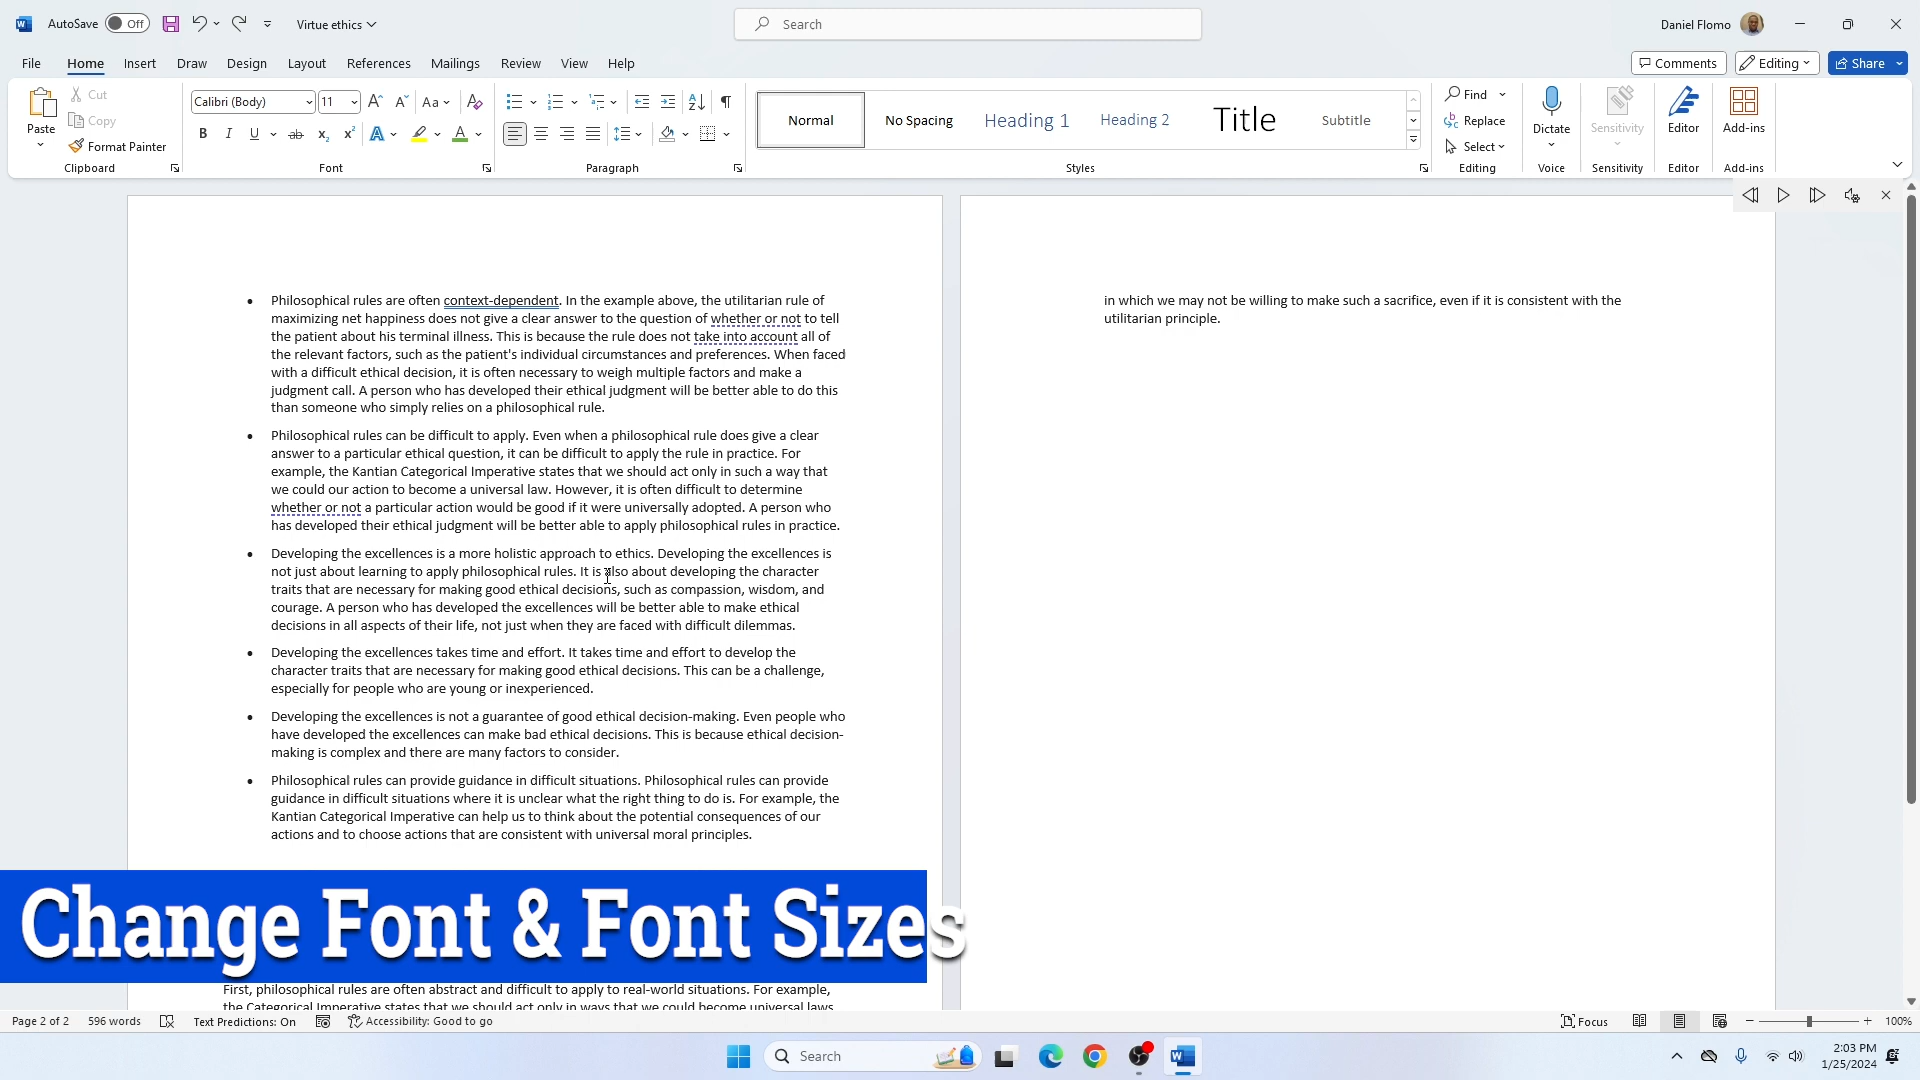 AutoSave Off Virtue ethics Search Daniel Flomo
File Home Insert Draw Design Layout References Mailings Review View Help Comments Editing Share
Paste Cut Copy Format Painter Clipboard
Calibri (Body) 11 Aa Font
Paragraph
Normal No Spacing Heading 1 Heading 2 Title Subtitle Styles
Find Replace Select Editing
Dictate Voice
Sensitivity Sensitivity
Editor Editor
Add-ins Add-ins
• Philosophical rules are often context-dependent. In the example above, the utilitarian rule of
maximizing net happiness does not give a clear answer to the question of whether or not to tell
the patient about his terminal illness. This is because the rule does not take into account all of
the relevant factors, such as the patient's individual circumstances and preferences. When faced
with a difficult ethical decision, it is often necessary to weigh multiple factors and make a
judgment call. A person who has developed their ethical judgment will be better able to do this
than someone who simply relies on a philosophical rule.
• Philosophical rules can be difficult to apply. Even when a philosophical rule does give a clear
answer to a particular ethical question, it can be difficult to apply the rule in practice. For
example, the Kantian Categorical Imperative states that we should act only in such a way that
we could our action to become a universal law. However, it is often difficult to determine
whether or not a particular action would be good if it were universally adopted. A person who
has developed their ethical judgment will be better able to apply philosophical rules in practice.
• Developing the excellences is a more holistic approach to ethics. Developing the excellences is
not just about learning to apply philosophical rules. It is also about developing the character
traits that are necessary for making good ethical decisions, such as compassion, wisdom, and
courage. A person who has developed the excellences will be better able to make ethical
decisions in all aspects of their life, not just when they are faced with difficult dilemmas.
• Developing the excellences takes time and effort. It takes time and effort to develop the
character traits that are necessary for making good ethical decisions. This can be a challenge,
especially for people who are young or inexperienced.
• Developing the excellences is not a guarantee of good ethical decision-making. Even people who
have developed the excellences can make bad ethical decisions. This is because ethical decision-
making is complex and there are many factors to consider.
• Philosophical rules can provide guidance in difficult situations. Philosophical rules can provide
guidance in difficult situations where it is unclear what the right thing to do is. For example, the
Kantian Categorical Imperative can help us to think about the potential consequences of our
actions and to choose actions that are consistent with universal moral principles.
Change Font & Font Sizes
First, philosophical rules are often abstract and difficult to apply to real-world situations. For example,
the Categorical Imperative states that we should act only in ways that we could become universal laws
in which we may not be willing to make such a sacrifice, even if it is consistent with the
utilitarian principle.
Page 2 of 2 596 words Text Predictions: On Accessibility: Good to go Focus 100%
Search
2:03 PM
1/25/2024